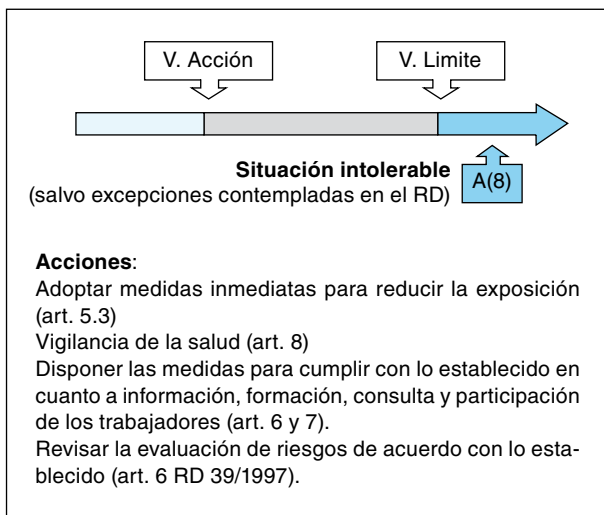 V. Acción
V. Limite
Situación intolerable
(salvo excepciones contempladas en el RD)
A(8)
Acciones:
Adoptar medidas inmediatas para reducir la exposición
(art. 5.3)
Vigilancia de la salud (art. 8)
Disponer las medidas para cumplir con lo establecido en
cuanto a información, formación, consulta y participación
de los trabajadores (art. 6 y 7).
Revisar la evaluación de riesgos de acuerdo con lo esta-
blecido (art. 6 RD 39/1997).